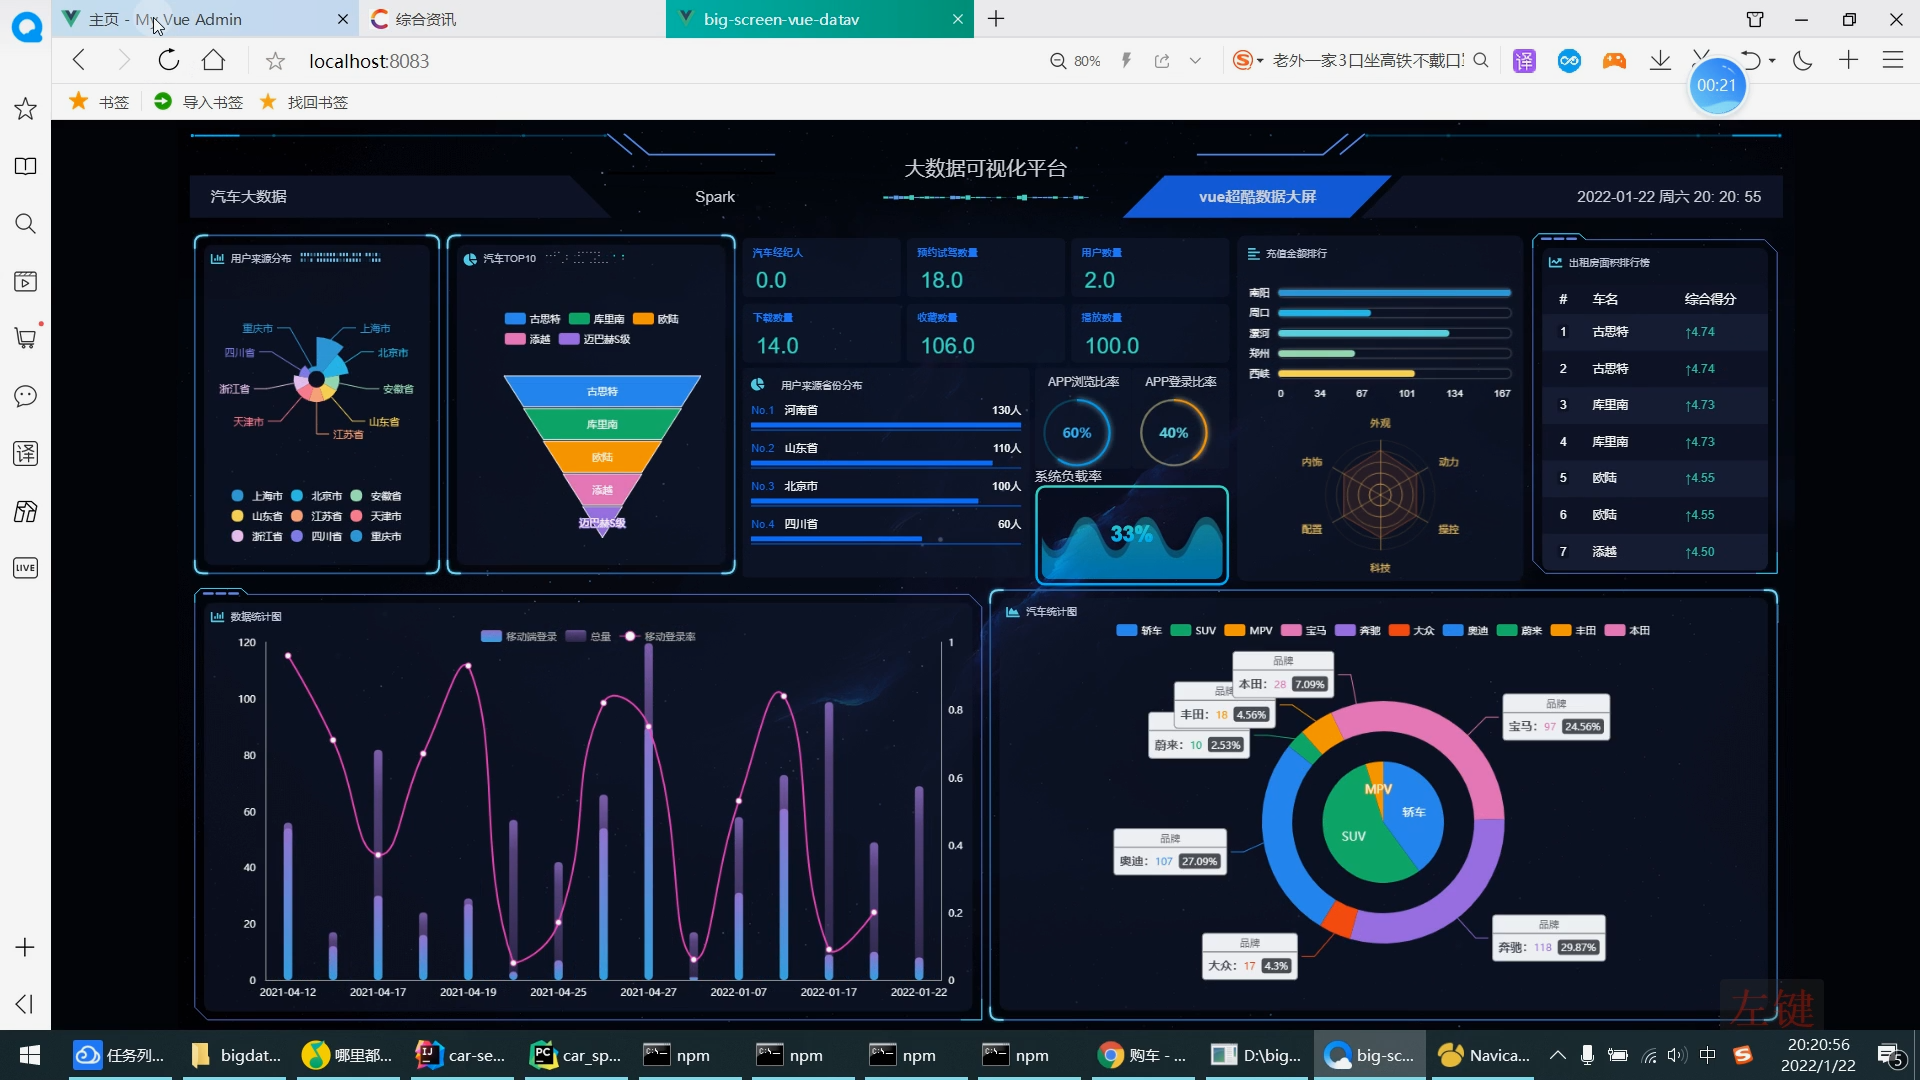 主页 - My Vue Admin
综合资讯
big-screen-vue-datav
localhost:8083
80%
老外一家3口坐高铁不戴口
译
00:21
书签
导入书签
找回书签
大数据可视化平台
汽车大数据
Spark
vue超酷数据大屏
2022-01-22 周六 20: 20: 55
用户来源分布
重庆市
上海市
四川省
北京市
浙江省
安徽省
天津市
山东省
江苏省
上海市 北京市 安徽省
山东省 江苏省 天津市
浙江省 四川省 重庆市
汽车TOP10
古思特 库里南 欧陆
添越 迈巴赫S级
古思特
库里南
欧陆
添越
迈巴赫S级
汽车经纪人
0.0
预约试驾数量
18.0
用户数量
2.0
下载数量
14.0
收藏数量
106.0
播放数量
100.0
用户来源省份分布
No.1 河南省 130人
No.2 山东省 110人
No.3 北京市 100人
No.4 四川省 60人
APP浏览比率
60%
APP登录比率
40%
系统负载率
33%
充值金额排行
南阳
周口
漯河
郑州
西峡
0 34 67 101 134 167
外观
内饰
动力
配置
操控
科技
出租房面积排行榜
# 车名 综合得分
1 古思特 ↑4.74
2 古思特 ↑4.74
3 库里南 ↑4.73
4 库里南 ↑4.73
5 欧陆 ↑4.55
6 欧陆 ↑4.55
7 添越 ↑4.50
数据统计图
移动端登录 总量 移动登录率
120
100
80
60
40
20
0
1
0.8
0.6
0.4
0.2
0
2021-04-12 2021-04-17 2021-04-19 2021-04-25 2021-04-27 2022-01-07 2022-01-17 2022-01-22
汽车统计图
轿车 SUV MPV 宝马 奔驰 大众 奥迪 蔚来 丰田 本田
品牌
本田: 28 7.09%
品牌
丰田: 18 4.56%
蔚来: 10 2.53%
品牌
宝马: 97 24.56%
品牌
奥迪: 107 27.09%
品牌
奔驰: 118 29.87%
品牌
大众: 17 4.3%
MPV
轿车
SUV
左键
译
LIVE
任务列...
bigdat...
哪里都...
car-se...
car_sp...
npm
npm
npm
npm
购车 - ...
D:\big...
big-sc...
Navica...
中
20:20:56
2022/1/22
5